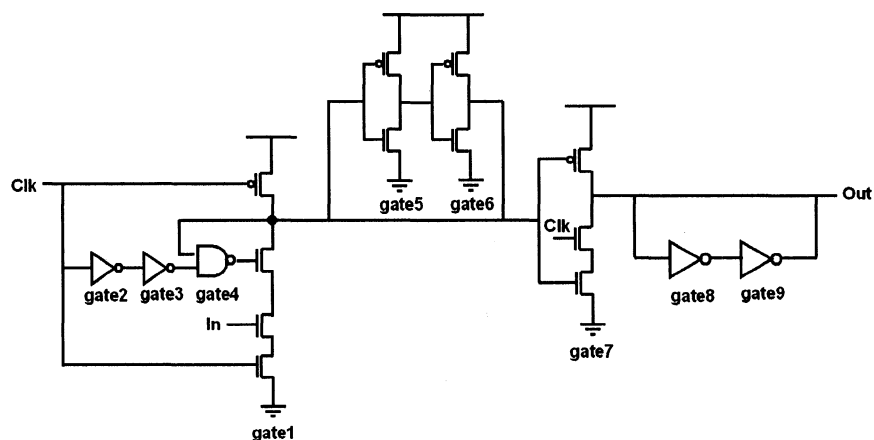 gate5
gate6
Clk
Clk
Out
gate2
gate3
gate4
gate8
gate9
In
gate7
gate1